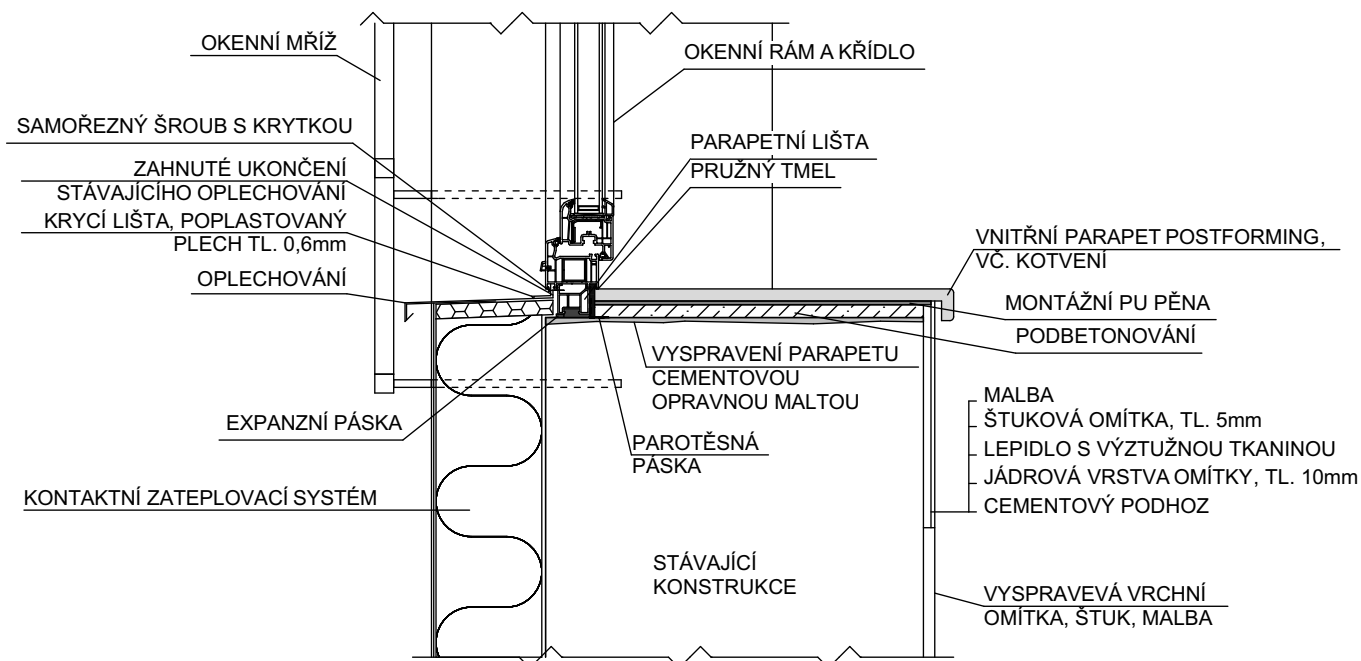 OKENNÍ MŘÍŽ
SAMOŘEZNÝ ŠROUB S KRYTKOU
ZAHNUTÉ UKONČENÍ
STÁVAJÍCÍHO OPLECHOVÁNÍ
KRYCÍ LIŠTA, POPLASTOVANÝ
PLECH TL. 0,6mm
OPLECHOVÁNÍ
EXPANZNÍ PÁSKA
KONTAKTNÍ ZATEPLOVACÍ SYSTÉM
OKENNÍ RÁM A KŘÍDLO
PARAPETNÍ LIŠTA
PRUŽNÝ TMEL
VNITŘNÍ PARAPET POSTFORMING,
VČ. KOTVENÍ
MONTÁŽNÍ PU PĚNA
PODBETONOVÁNÍ
VYSPRAVENÍ PARAPETU
CEMENTOVOU
OPRAVNOU MALTOU
PAROTĚSNÁ
PÁSKA
MALBA
ŠTUKOVÁ OMÍTKA, TL. 5mm
LEPIDLO S VÝZTUŽNOU TKANINOU
JÁDROVÁ VRSTVA OMÍTKY, TL. 10mm
CEMENTOVÝ PODHOZ
STÁVAJÍCÍ
KONSTRUKCE
VYSPRAVEVÁ VRCHNÍ
OMÍTKA, ŠTUK, MALBA